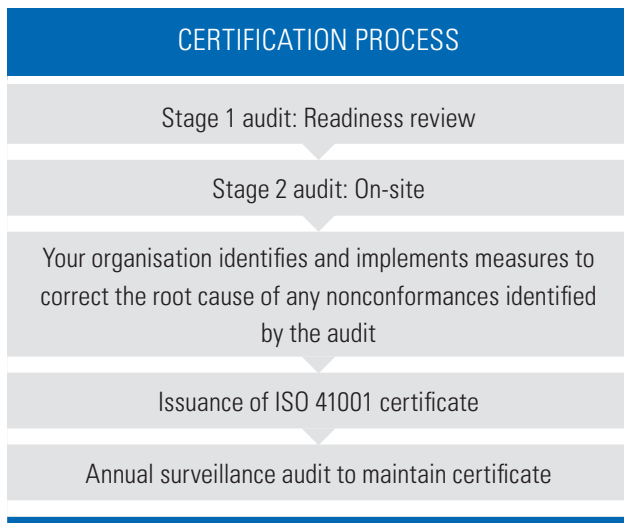 CERTIFICATION PROCESS
Stage 1 audit: Readiness review
Stage 2 audit: On-site
Your organisation identifies and implements measures to
correct the root cause of any nonconformances identified
by the audit
Issuance of ISO 41001 certificate
Annual surveillance audit to maintain certificate